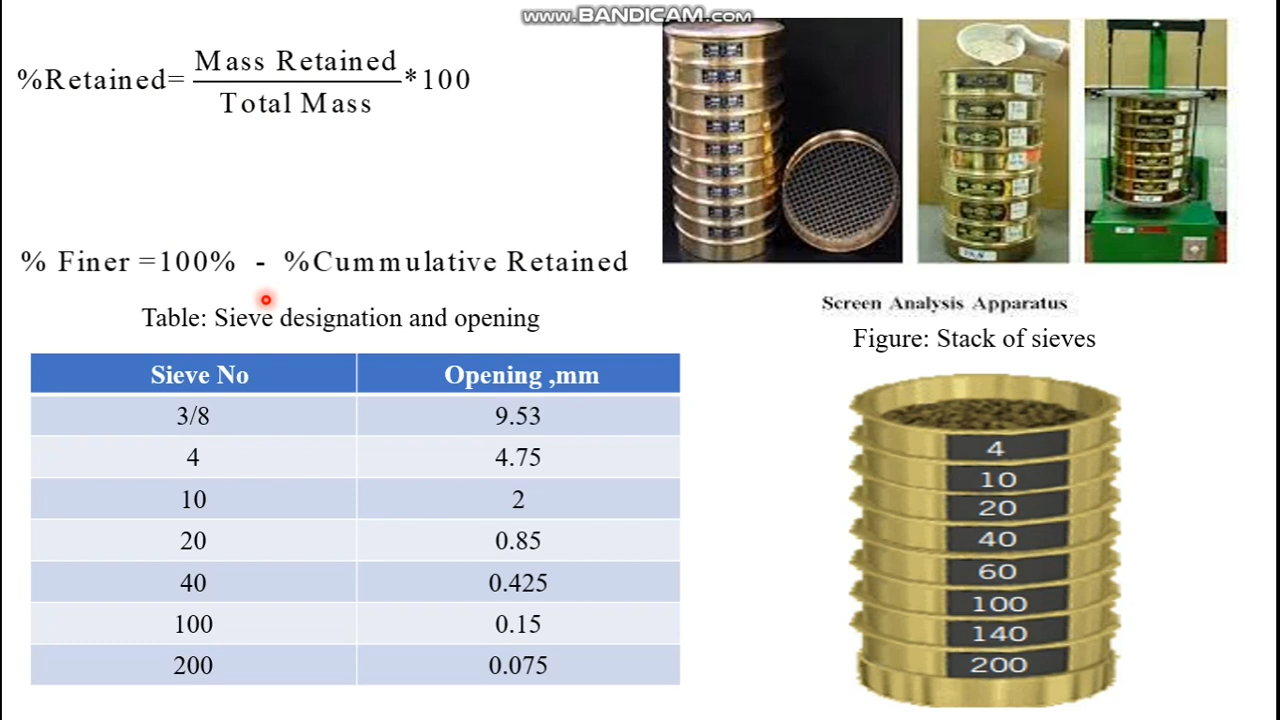 www.BANDICAM.com
%Retained= Mass Retained *100
Total Mass
% Finer =100% - %Cummulative Retained
Table: Sieve designation and opening
Sieve No Opening ,mm
3/8 9.53
4 4.75
10 2
20 0.85
40 0.425
100 0.15
200 0.075
Screen Analysis Apparatus
Figure: Stack of sieves
4
10
20
40
60
100
140
200